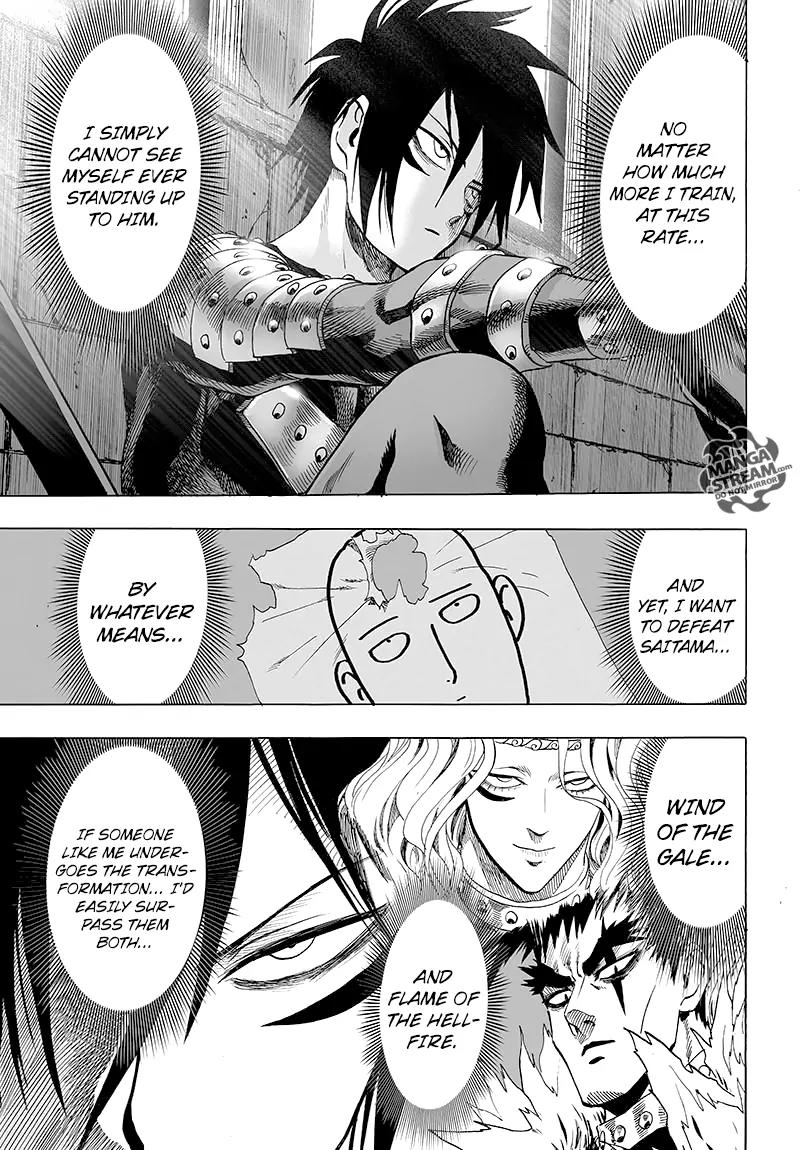 NO
MATTER
HOW MUCH
MORE I TRAIN,
AT THIS
RATE...
I SIMPLY
CANNOT SEE
MYSELF EVER
STANDING UP
TO HIM.
MANGA
STREAM.com
DO NOT MIRROR
AND
YET, I WANT
TO DEFEAT
SAITAMA...
BY
WHATEVER
MEANS...
WIND
OF THE
GALE...
AND
FLAME OF
THE HELL-
FIRE.
IF SOMEONE
LIKE ME UNDER-
GOES THE TRANS-
FORMATION... I'D
EASILY SUR-
PASS THEM
BOTH...